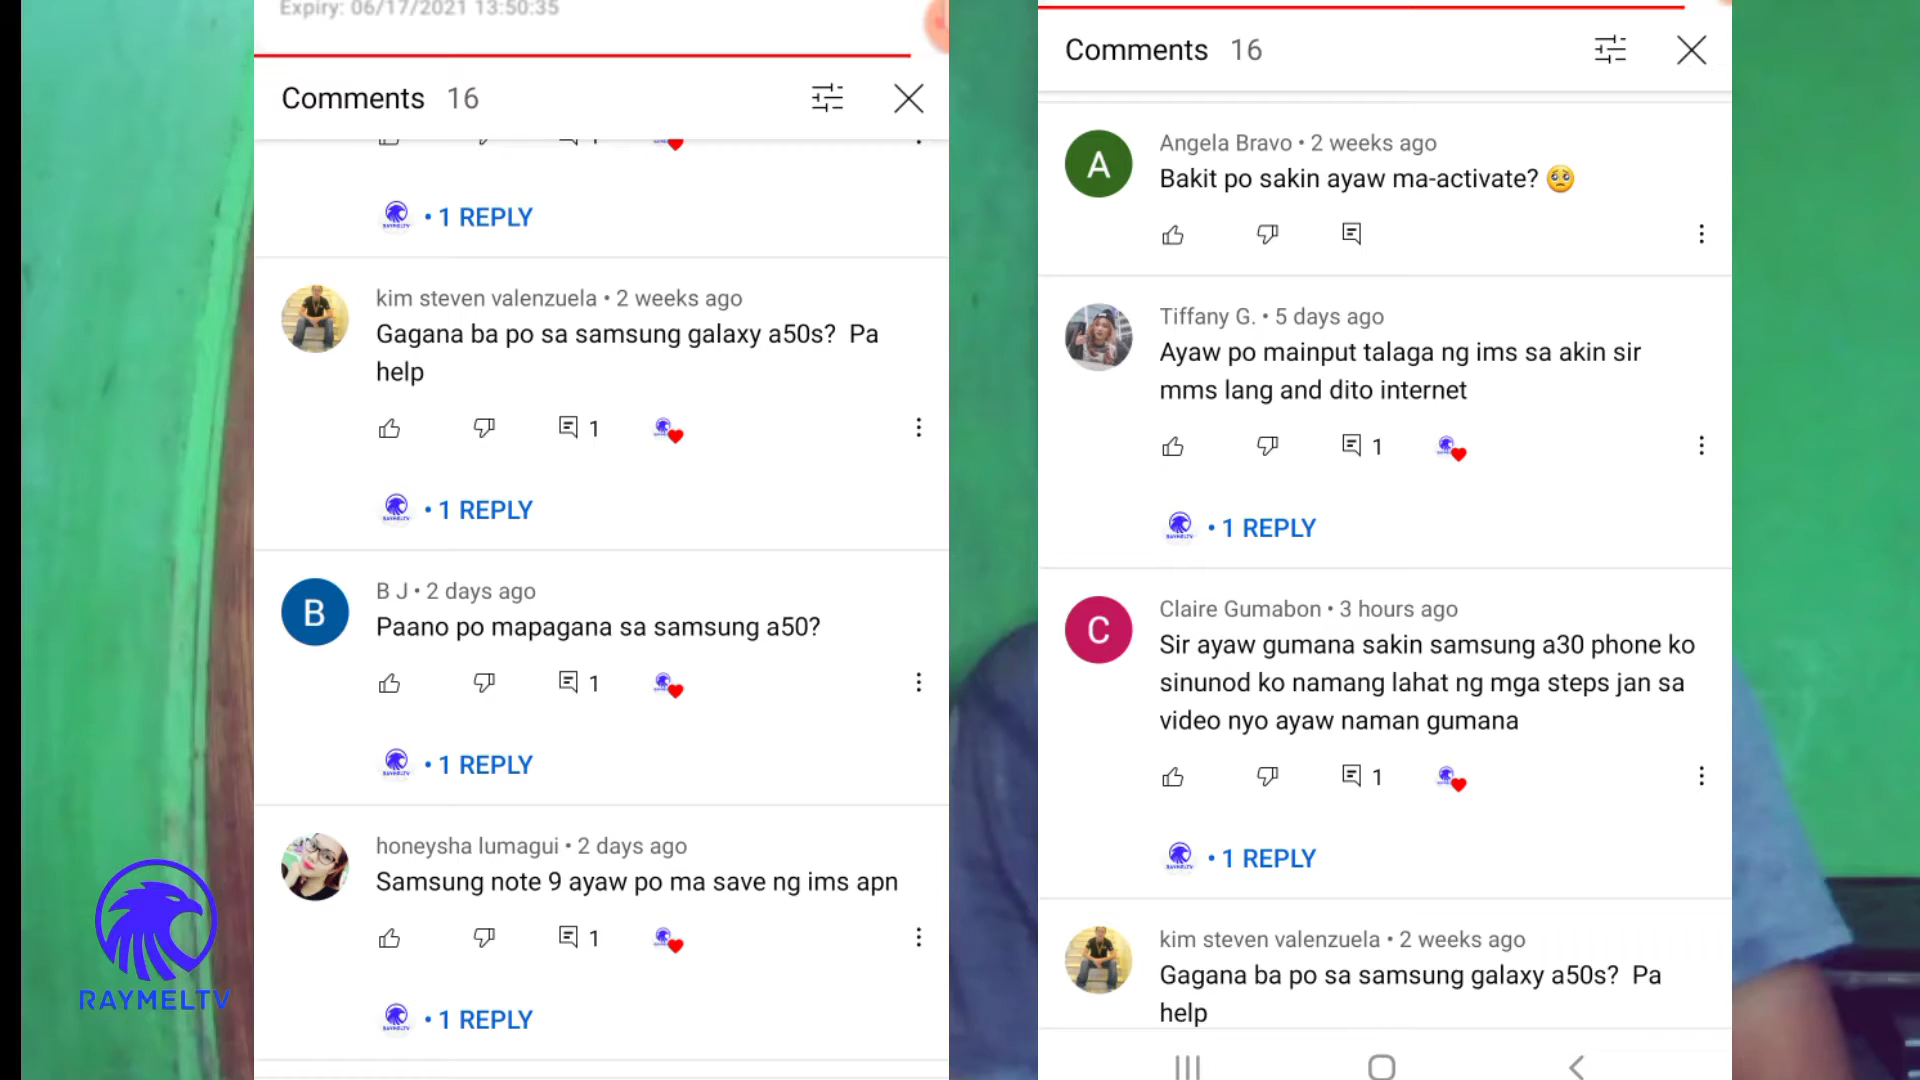 Expiry: 06/17/2021 13:50:35
Comments 16
1
• 1 REPLY
kim steven valenzuela • 2 weeks ago
Gagana ba po sa samsung galaxy a50s? Pa
help
1
• 1 REPLY
B
B J • 2 days ago
Paano po mapagana sa samsung a50?
1
• 1 REPLY
honeysha lumagui • 2 days ago
Samsung note 9 ayaw po ma save ng ims apn
1
• 1 REPLY
RAYMELTV
Comments 16
A
Angela Bravo • 2 weeks ago
Bakit po sakin ayaw ma-activate? 🥺
Tiffany G. • 5 days ago
Ayaw po mainput talaga ng ims sa akin sir
mms lang and dito internet
1
• 1 REPLY
C
Claire Gumabon • 3 hours ago
Sir ayaw gumana sakin samsung a30 phone ko
sinunod ko namang lahat ng mga steps jan sa
video nyo ayaw naman gumana
1
• 1 REPLY
kim steven valenzuela • 2 weeks ago
Gagana ba po sa samsung galaxy a50s? Pa
help